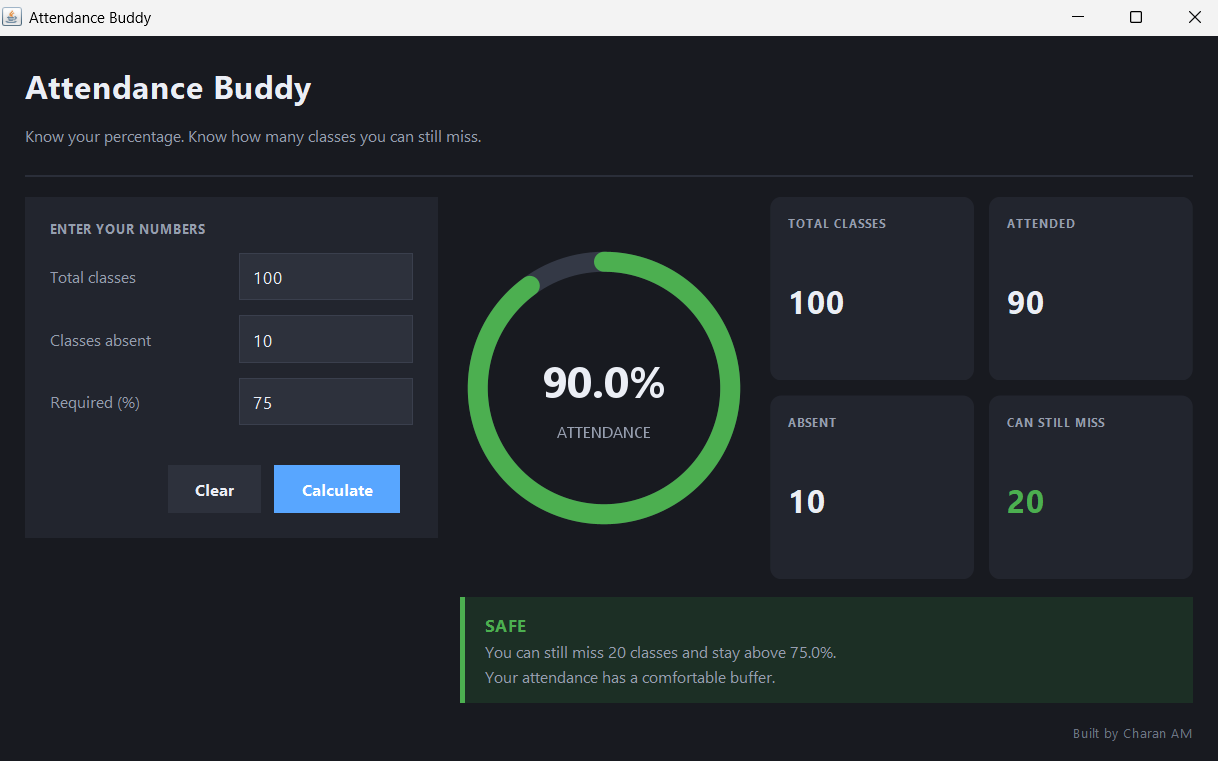 Attendance Buddy
Attendance Buddy
Know your percentage. Know how many classes you can still miss.
ENTER YOUR NUMBERS
Total classes
100
Classes absent
10
Required (%)
75
Clear
Calculate
90.0%
ATTENDANCE
TOTAL CLASSES
100
ATTENDED
90
ABSENT
10
CAN STILL MISS
20
SAFE
You can still miss 20 classes and stay above 75.0%.
Your attendance has a comfortable buffer.
Built by Charan AM